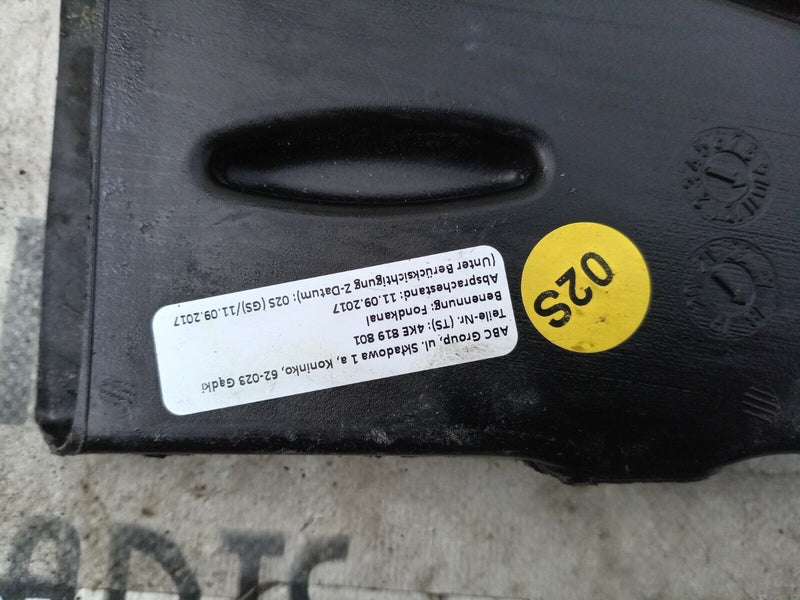 ABC Group, ul. Składowa 1 a, Koninko, 62-023 Gądki
Teile-Nr. (TS): 4KE 819 801
Benennung: Fondkanal
Absprachestand: 11.09.2017
(Unter Berücksichtigung Z-Datum): 02S (GS)/11.09.2017
02S